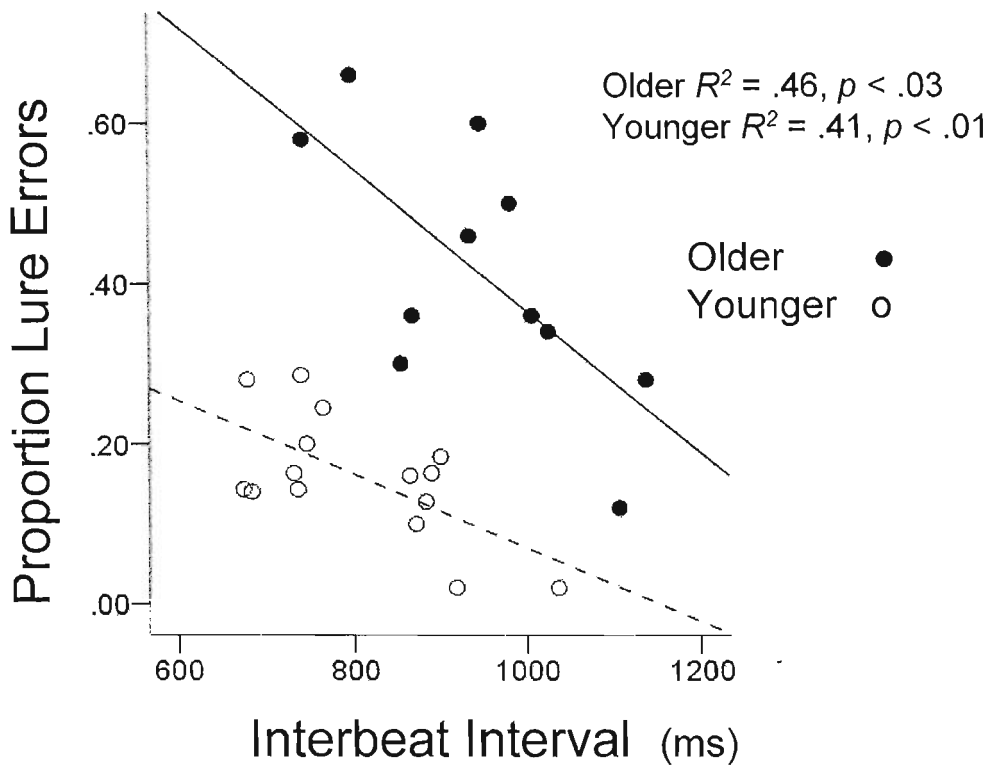 Older R² = .46, p < .03
Younger R² = .41, p < .01
Older
Younger
Proportion Lure Errors
.60
.40
.20
.00
600 800 1000 1200
Interbeat Interval (ms)